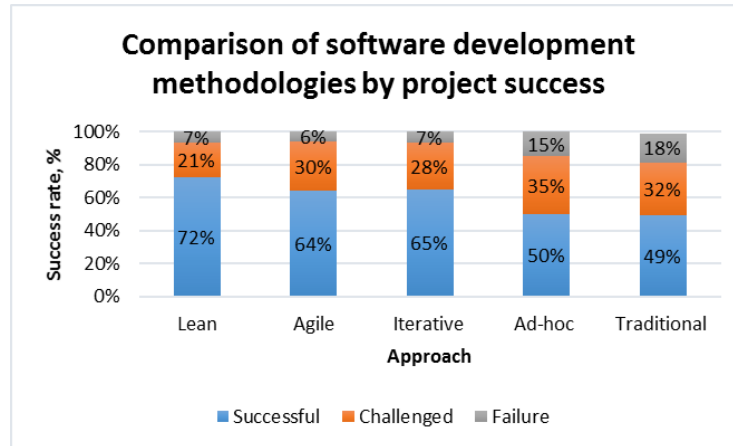 Comparison of software development
methodologies by project success
Success rate, %
100%
80%
60%
40%
20%
0%
7% 6% 7% 15% 18%
21% 30% 28% 35% 32%
72% 64% 65% 50% 49%
Lean Agile Iterative Ad-hoc Traditional
Approach
Successful Challenged Failure